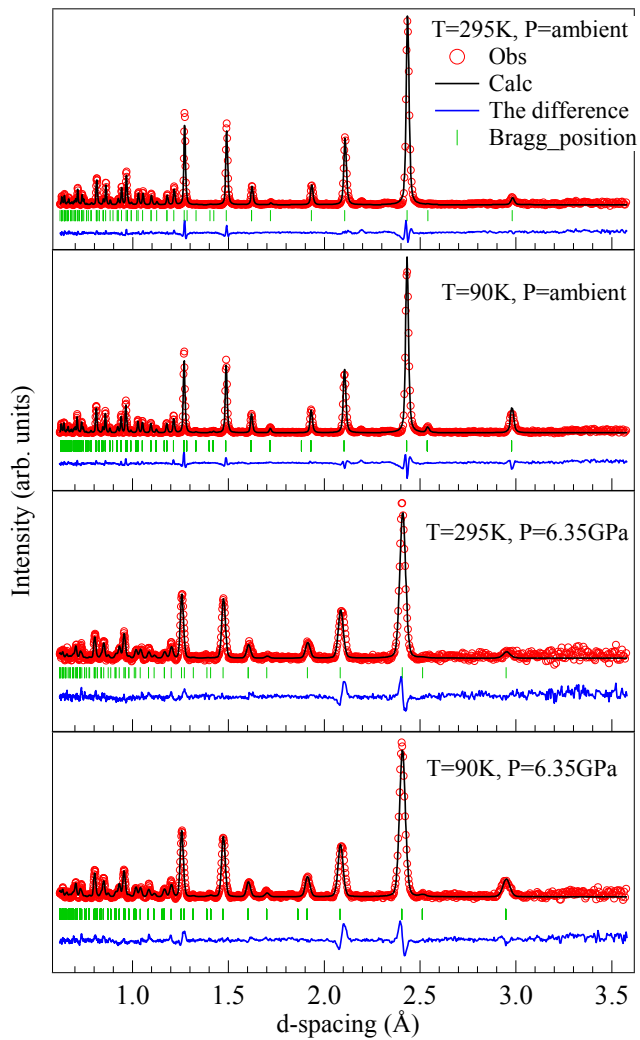 T=295K, P=ambient
Obs
Calc
The difference
Bragg_position
T=90K, P=ambient
T=295K, P=6.35GPa
T=90K, P=6.35GPa
Intensity (arb. units)
1.0 1.5 2.0 2.5 3.0 3.5
d-spacing (Å)